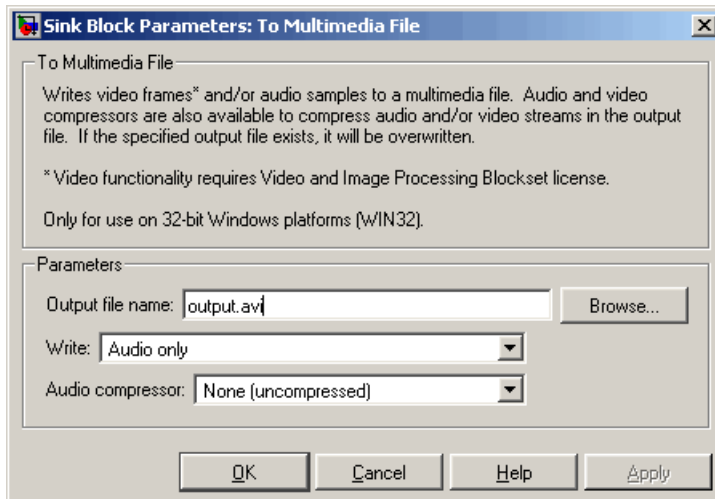 Sink Block Parameters: To Multimedia File
To Multimedia File
Writes video frames* and/or audio samples to a multimedia file. Audio and video
compressors are also available to compress audio and/or video streams in the output
file. If the specified output file exists, it will be overwritten.
* Video functionality requires Video and Image Processing Blockset license.
Only for use on 32-bit Windows platforms (WIN32).
Parameters
Output file name: output.avi Browse...
Write: Audio only
Audio compressor: None (uncompressed)
OK Cancel Help Apply